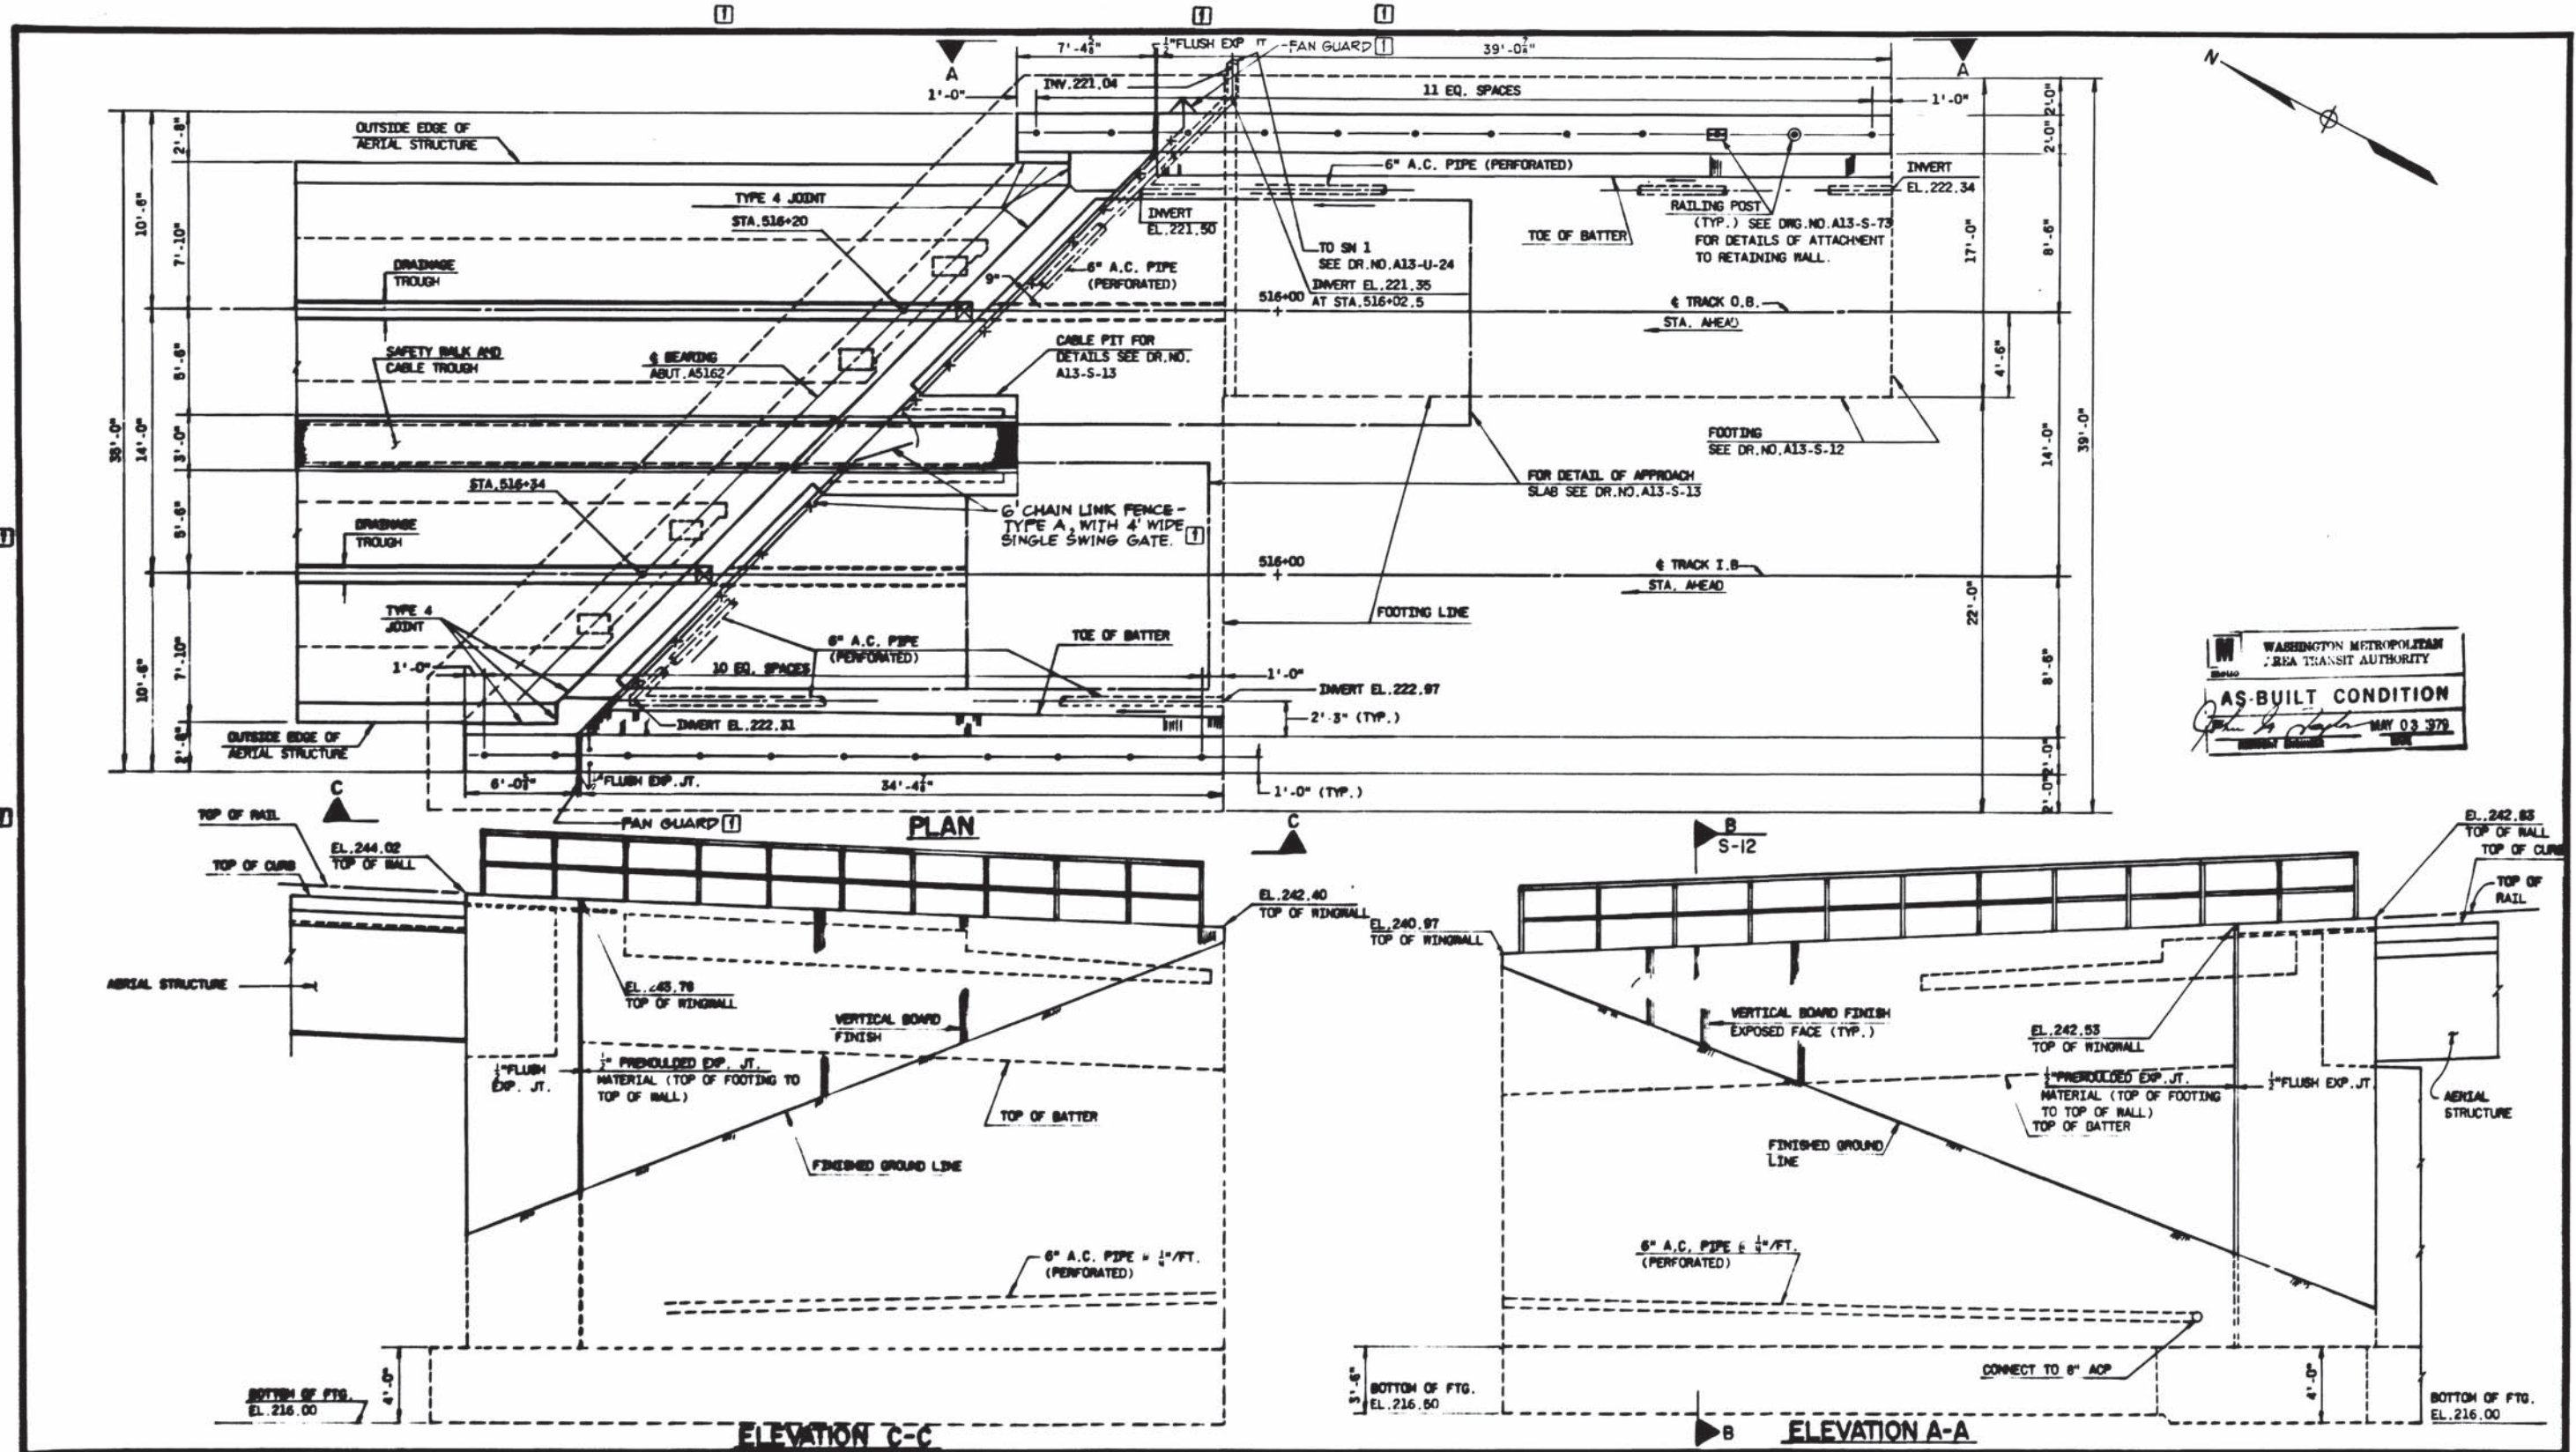 1
1
1
7'-4⅝"
½"FLUSH EXP
FAN GUARD 1
39'-0⅞"
A
A
N
1'-0"
INV.221.04
11 EQ. SPACES
1'-0"
OUTSIDE EDGE OF
AERIAL STRUCTURE
2'-8"
2'-0"
2'-0"
6" A.C. PIPE (PERFORATED)
INVERT
EL.222.34
TYPE 4 JOINT
STA.516+20
INVERT
EL.221.50
RAILING POST
(TYP.) SEE DWG.NO.A13-S-73
FOR DETAILS OF ATTACHMENT
TO RETAINING WALL.
TOE OF BATTER
10'-6"
7'-10"
17'-0"
8'-6"
DRAINAGE
TROUGH
9"
6" A.C. PIPE
(PERFORATED)
TO SN 1
SEE DR.NO.A13-U-24
INVERT EL.221.35
AT STA.516+02.5
516+00
℄ TRACK O.B.
STA. AHEAD
SAFETY WALK AND
CABLE TROUGH
℄ BEARING
ABUT.A5162
CABLE PIT FOR
DETAILS SEE DR.NO.
A13-S-13
4'-6"
5'-6"
35'-0"
14'-0"
3'-0"
14'-0"
39'-0"
FOOTING
SEE DR.NO.A13-S-12
FOR DETAIL OF APPROACH
SLAB SEE DR.NO.A13-S-13
STA.516+34
5'-6"
DRAINAGE
TROUGH
6' CHAIN LINK FENCE-
TYPE A, WITH 4' WIDE
SINGLE SWING GATE. 1
1
516+00
℄ TRACK I.B
STA. AHEAD
TYPE 4
JOINT
FOOTING LINE
6" A.C. PIPE
(PERFORATED)
TOE OF BATTER
22'-0"
10'-6"
7'-10"
8'-6"
1'-0"
10 EQ. SPACES
1'-0"
INVERT EL.222.97
2'-3" (TYP.)
INVERT EL.222.31
OUTSIDE EDGE OF
AERIAL STRUCTURE
2'-8"
2'-0"
2'-0"
M
metro
WASHINGTON METROPOLITAN
AREA TRANSIT AUTHORITY
AS-BUILT CONDITION
MAY 03 1979
RESIDENT ENGINEER
DATE
½"FLUSH EXP.JT.
34'-4⅞"
1'-0" (TYP.)
C
FAN GUARD 1
PLAN
C
1
B
S-12
TOP OF RAIL
TOP OF CURB
EL.244.02
TOP OF WALL
EL.242.40
TOP OF WINGWALL
AERIAL STRUCTURE
TOP OF WINGWALL
VERTICAL BOARD
FINISH
½"FLUSH
EXP. JT.
½" PREMOULDED EXP. JT.
MATERIAL (TOP OF FOOTING TO
TOP OF WALL)
TOP OF BATTER
FINISHED GROUND LINE
6" A.C. PIPE @ ¼"/FT.
(PERFORATED)
BOTTOM OF FTG.
EL.216.00
4'-0"
ELEVATION C-C
EL.242.83
TOP OF WALL
TOP OF CURB
TOP OF
RAIL
EL.240.97
TOP OF WINGWALL
VERTICAL BOARD FINISH
EXPOSED FACE (TYP.)
EL.242.53
TOP OF WINGWALL
½"PREMOULDED EXP.JT.
MATERIAL (TOP OF FOOTING
TO TOP OF WALL)
TOP OF BATTER
½"FLUSH EXP.JT
AERIAL
STRUCTURE
FINISHED GROUND
LINE
6" A.C. PIPE @ ¼"/FT.
(PERFORATED)
CONNECT TO 8" ACP
3'-6"
BOTTOM OF FTG.
EL.216.50
4'-0"
BOTTOM OF FTG.
EL.216.00
B
ELEVATION A-A